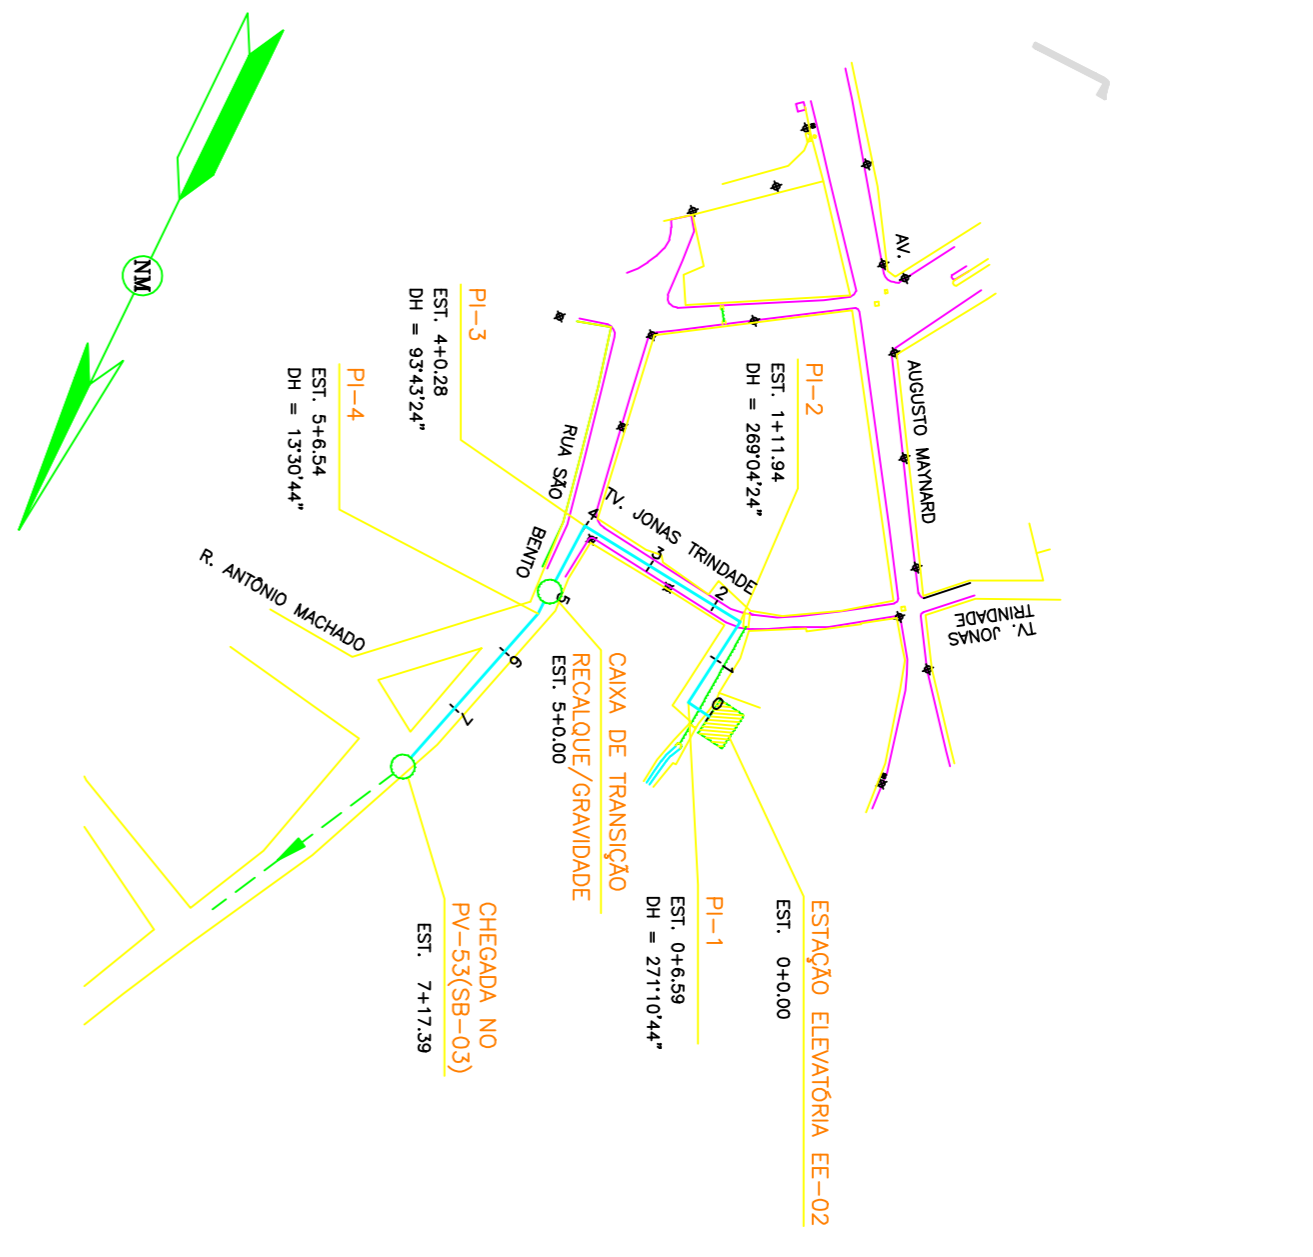 NM
AV.
AUGUSTO MAYNARD
TV. JONAS
TRINDADE
PI-2
EST. 1+11.94
DH = 269°04'24"
PI-3
EST. 4+0.28
DH = 93°43'24"
PI-4
EST. 5+6.54
DH = 13°30'44"
RUA SÃO
BENTO
TV. JONAS TRINDADE
R. ANTÔNIO MACHADO
0
1
2
3
4
5
6
7
CAIXA DE TRANSIÇÃO
RECALQUE/GRAVIDADE
EST. 5+0.00
ESTAÇÃO ELEVATÓRIA EE-02
EST. 0+0.00
PI-1
EST. 0+6.59
DH = 271°10'44"
CHEGADA NO
PV-53(SB-03)
EST. 7+17.39